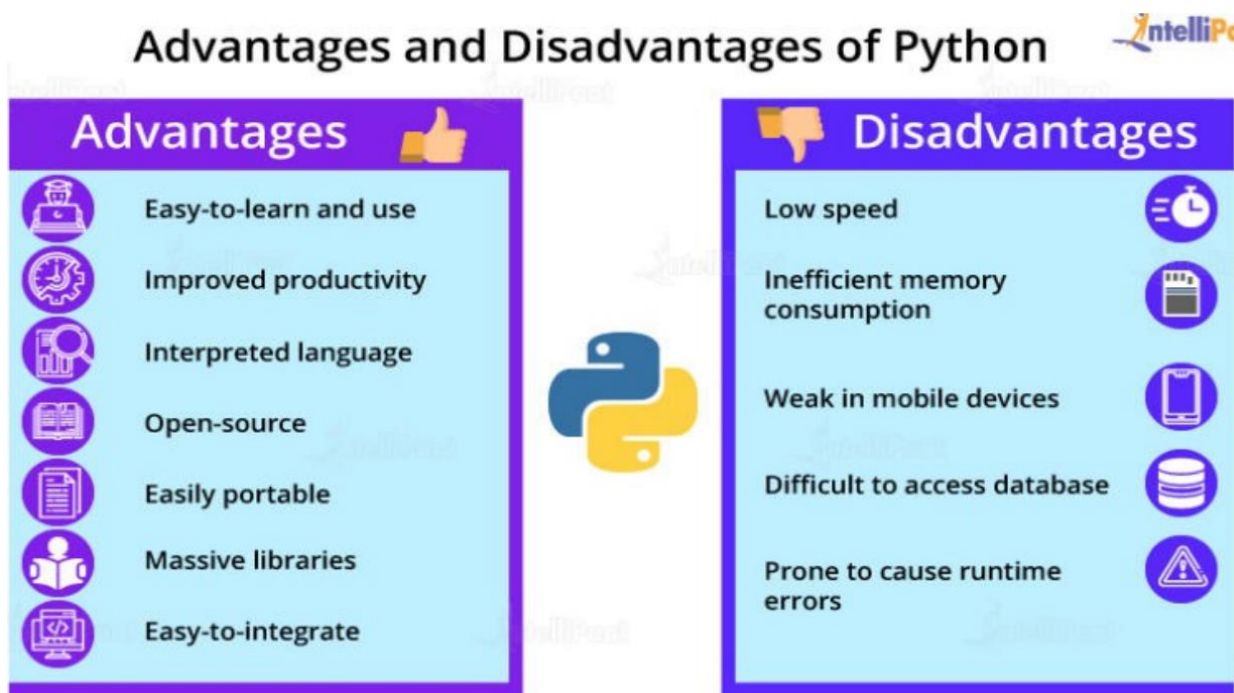 Advantages and Disadvantages of Python
Advantages
Easy-to-learn and use
Improved productivity
Interpreted language
Open-source
Easily portable
Massive libraries
Easy-to-integrate
Disadvantages
Low speed
Inefficient memory
consumption
Weak in mobile devices
Difficult to access database
Prone to cause runtime
errors